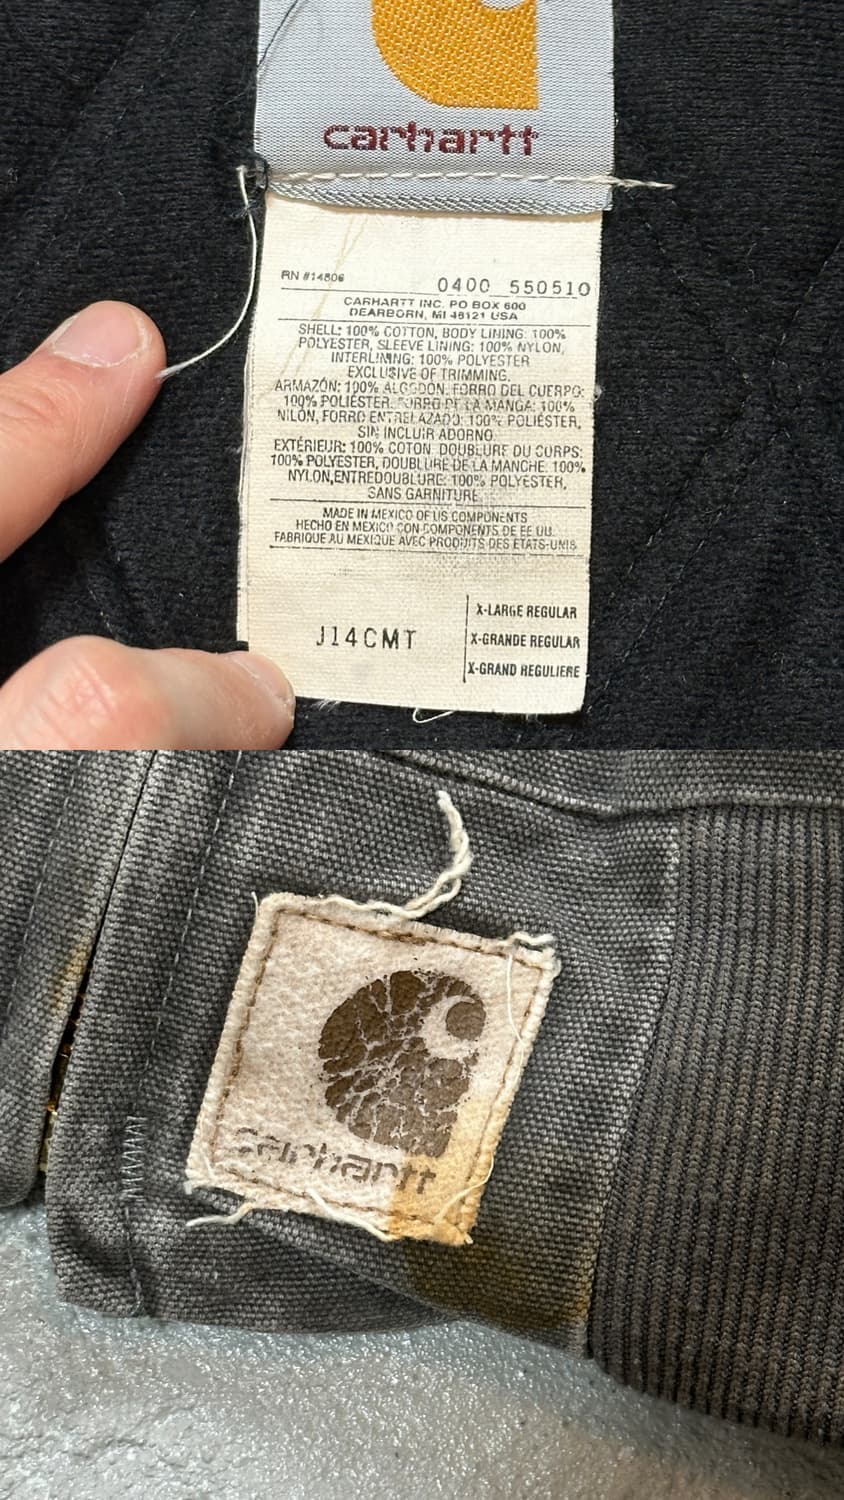 carhartt
RN #14806
0400 550510
CARHARTT INC. PO BOX 600
DEARBORN, MI 48121 USA
SHELL: 100% COTTON, BODY LINING: 100%
POLYESTER, SLEEVE LINING: 100% NYLON,
INTERLINING: 100% POLYESTER
EXCLUSIVE OF TRIMMING.
ARMAZÓN: 100% ALGODON. FORRO DEL CUERPO:
100% POLIÉSTER. FORRO DE LA MANGA: 100%
NILÓN, FORRO ENTRELAZADO: 100% POLIÉSTER,
SIN INCLUIR ADORNO
EXTÉRIEUR: 100% COTON. DOUBLURE DU CORPS:
100% POLYESTER, DOUBLURE DE LA MANCHE: 100%
NYLON, ENTREDOUBLURE: 100% POLYESTER,
SANS GARNITURE.
MADE IN MEXICO OF US COMPONENTS
HECHO EN MEXICO CON COMPONENTS DE EE UU.
FABRIQUE AU MEXIQUE AVEC PRODUITS DES ETATS-UNIS
J14CMT
X-LARGE REGULAR
X-GRANDE REGULAR
X-GRAND REGULIERE
carhartt